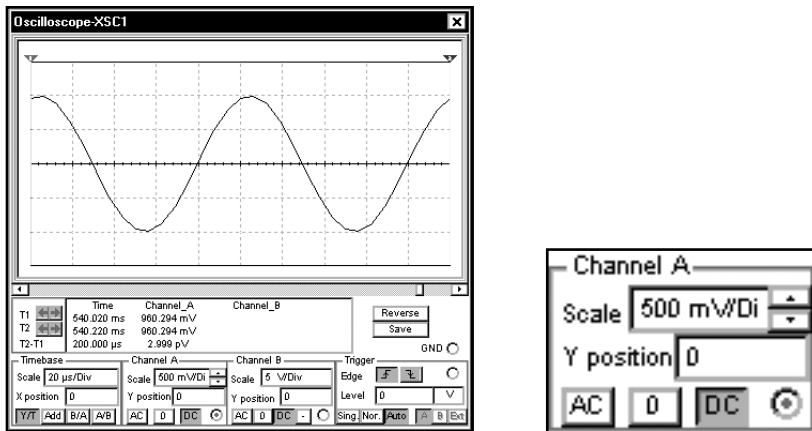 Oscilloscope-XSC1
Time Channel_A Channel_B
T1 540.020 ms 960.294 mV
T2 540.220 ms 960.294 mV
T2-T1 200.000 µs 2.999 pV
Reverse
Save
GND
Timebase
Scale 20 µs/Div
X position 0
Y/T Add B/A A/B
Channel A
Scale 500 mV/Di
Y position 0
AC 0 DC
Channel B
Scale 5 V/Div
Y position 0
AC 0 DC -
Trigger
Edge
Level 0 V
Sing. Nor. Auto A B Ext
Channel A
Scale 500 mV/Di
Y position 0
AC 0 DC